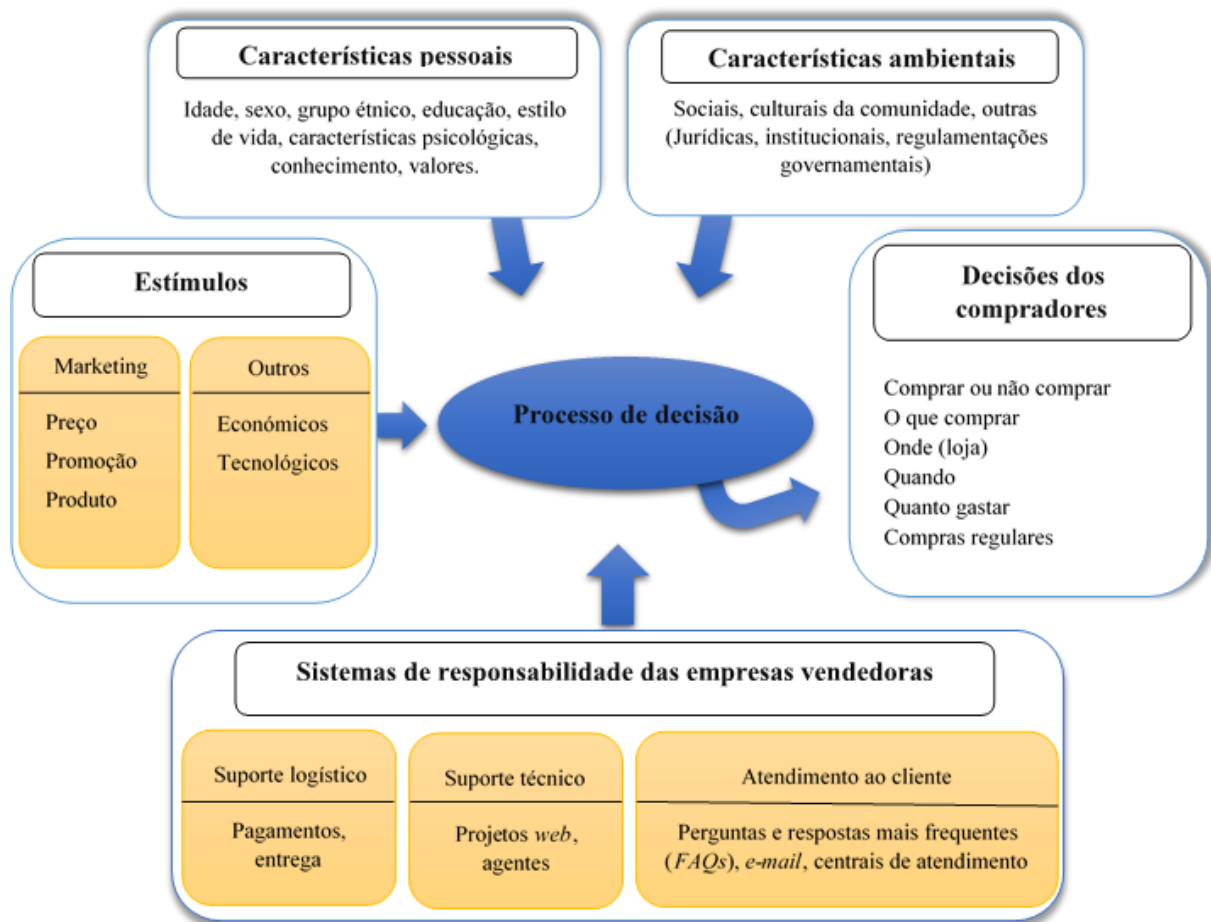 Características pessoais
Idade, sexo, grupo étnico, educação, estilo
de vida, características psicológicas,
conhecimento, valores.
Características ambientais
Sociais, culturais da comunidade, outras
(Jurídicas, institucionais, regulamentações
governamentais)
Estímulos
Marketing
Preço
Promoção
Produto
Outros
Económicos
Tecnológicos
Processo de decisão
Decisões dos
compradores
Comprar ou não comprar
O que comprar
Onde (loja)
Quando
Quanto gastar
Compras regulares
Sistemas de responsabilidade das empresas vendedoras
Suporte logístico
Pagamentos,
entrega
Suporte técnico
Projetos web,
agentes
Atendimento ao cliente
Perguntas e respostas mais frequentes
(FAQs), e-mail, centrais de atendimento